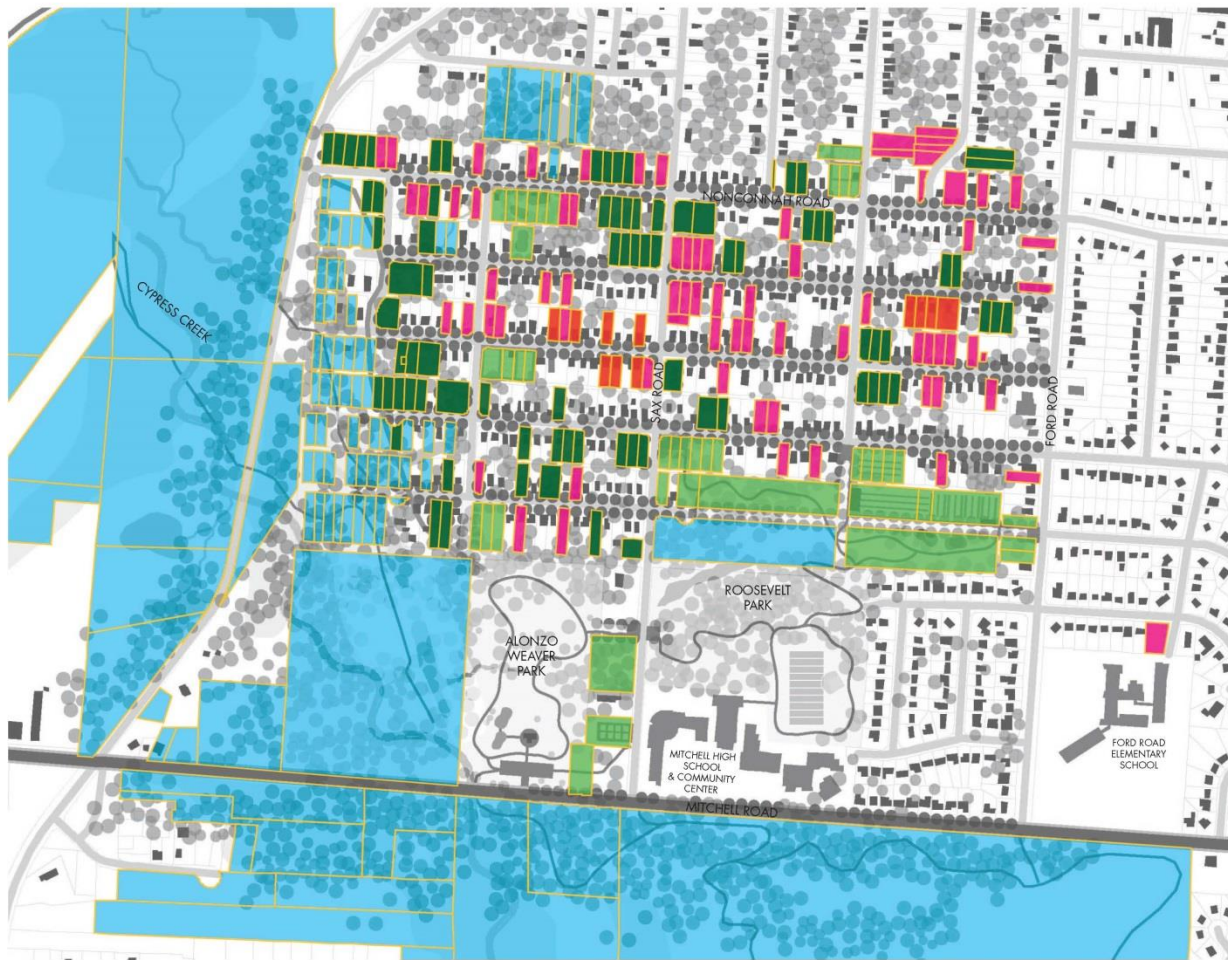 NONCONNAH ROAD
CYPRESS CREEK
SAX ROAD
FORD ROAD
ROOSEVELT
PARK
ALONZO
WEAVER
PARK
MITCHELL HIGH
SCHOOL
& COMMUNITY
CENTER
FORD ROAD
ELEMENTARY
SCHOOL
MITCHELL ROAD